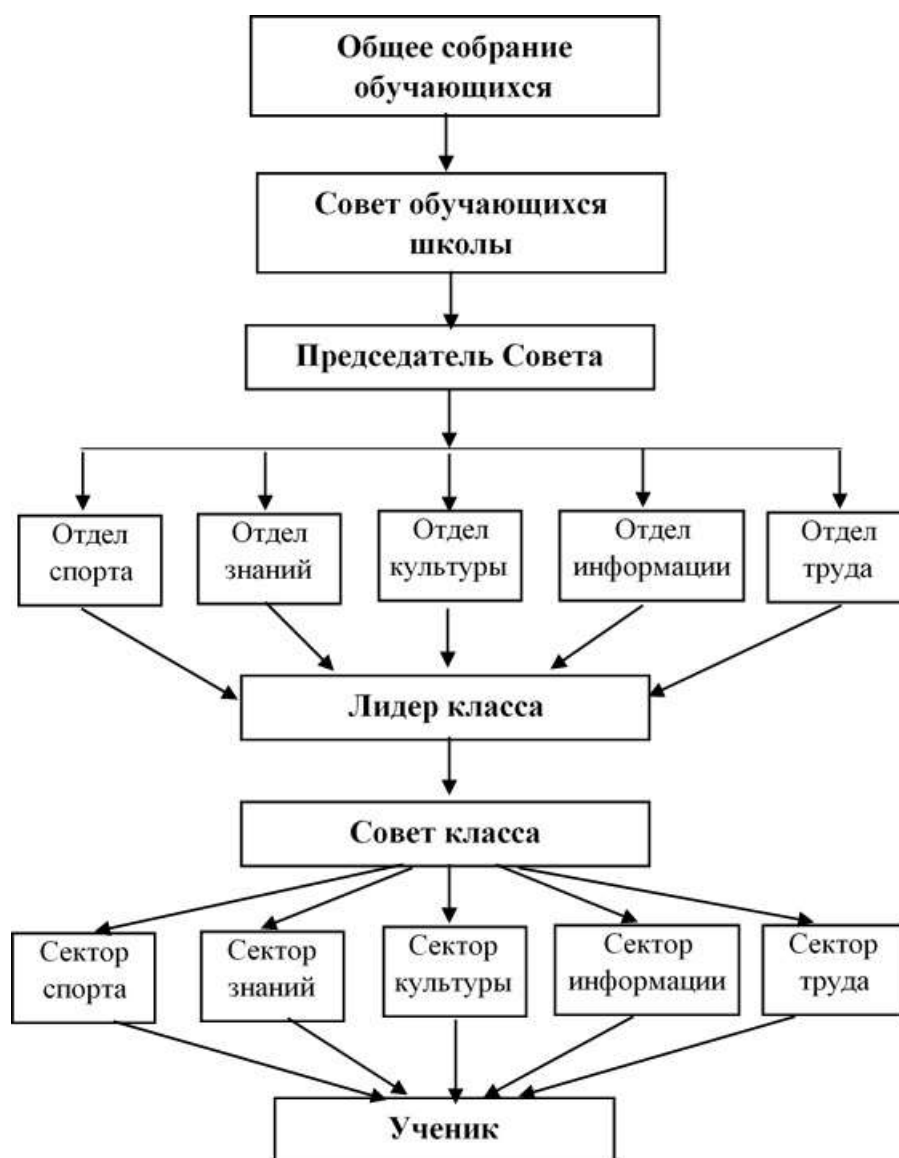 Общее собрание
обучающихся
Совет обучающихся
школы
Председатель Совета
Отдел
спорта
Отдел
знаний
Отдел
культуры
Отдел
информации
Отдел
труда
Лидер класса
Совет класса
Сектор
спорта
Сектор
знаний
Сектор
культуры
Сектор
информации
Сектор
труда
Ученик